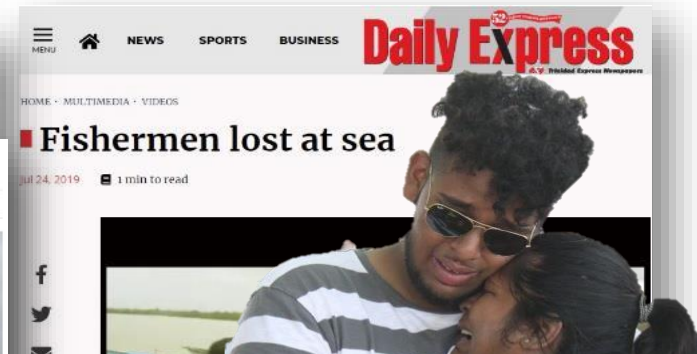 MENU
NEWS SPORTS BUSINESS
Daily Express
Trinidad Express Newspapers
HOME • MULTIMEDIA • VIDEOS
Fishermen lost at sea
Jul 24, 2019 1 min to read